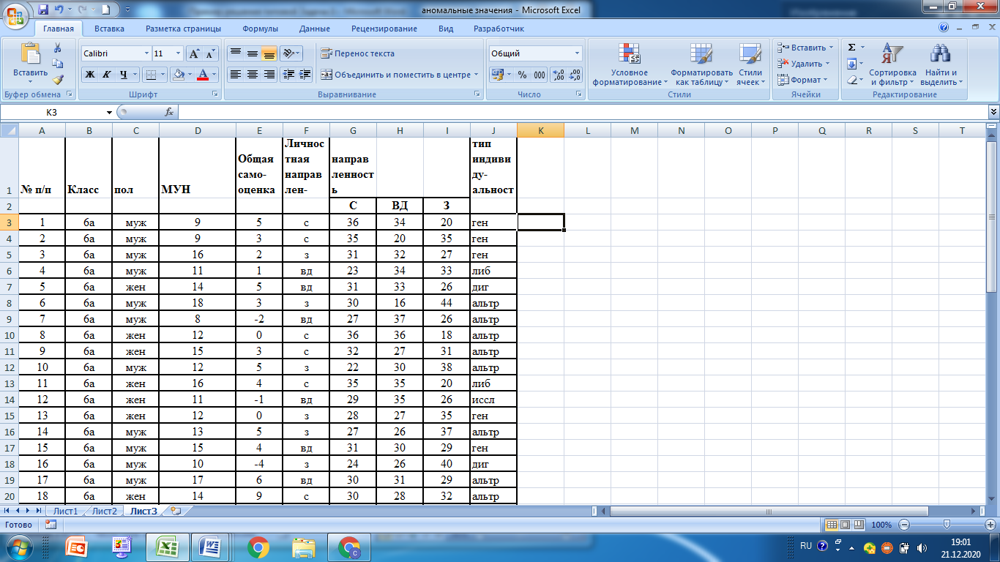 аномальные значения - Microsoft Excel
Главная Вставка Разметка страницы Формулы Данные Рецензирование Вид Разработчик
Calibri 11 Перенос текста Общий Вставить Σ
Вставить Условное Форматировать Стили Удалить Сортировка Найти и
Ж К Ч А Объединить и поместить в центре % 000 форматирование как таблицу ячеек Формат и фильтр выделить
Буфер обмена Шрифт Выравнивание Число Стили Ячейки Редактирование
K3 fx
A B C D E F G H I J K L M N O P Q R S T
Личнос тип
Общая тная направ индиви
само- направ ленност ду-
1 № п/п Класс пол МУН оценка лен- ь альност
2 С ВД З
3 1 6а муж 9 5 с 36 34 20 ген
4 2 6а муж 9 3 с 35 20 35 ген
5 3 6а муж 16 2 з 31 32 27 ген
6 4 6а муж 11 1 вд 23 34 33 либ
7 5 6а жен 14 5 вд 31 33 26 диг
8 6 6а муж 18 3 з 30 16 44 альтр
9 7 6а муж 8 -2 вд 27 37 26 альтр
10 8 6а жен 12 0 с 36 36 18 альтр
11 9 6а жен 15 3 с 32 27 31 альтр
12 10 6а муж 12 5 з 22 30 38 альтр
13 11 6а жен 16 4 с 35 35 20 либ
14 12 6а жен 11 -1 вд 29 35 26 иссл
15 13 6а жен 12 0 з 28 27 35 ген
16 14 6а муж 13 5 з 27 26 37 альтр
17 15 6а муж 15 4 вд 31 30 29 ген
18 16 6а муж 10 -4 з 24 26 40 диг
19 17 6а муж 17 6 вд 30 31 29 альтр
20 18 6а жен 14 9 с 30 28 32 альтр
Лист1 Лист2 Лист3
Готово 100%
RU 19:01
21.12.2020